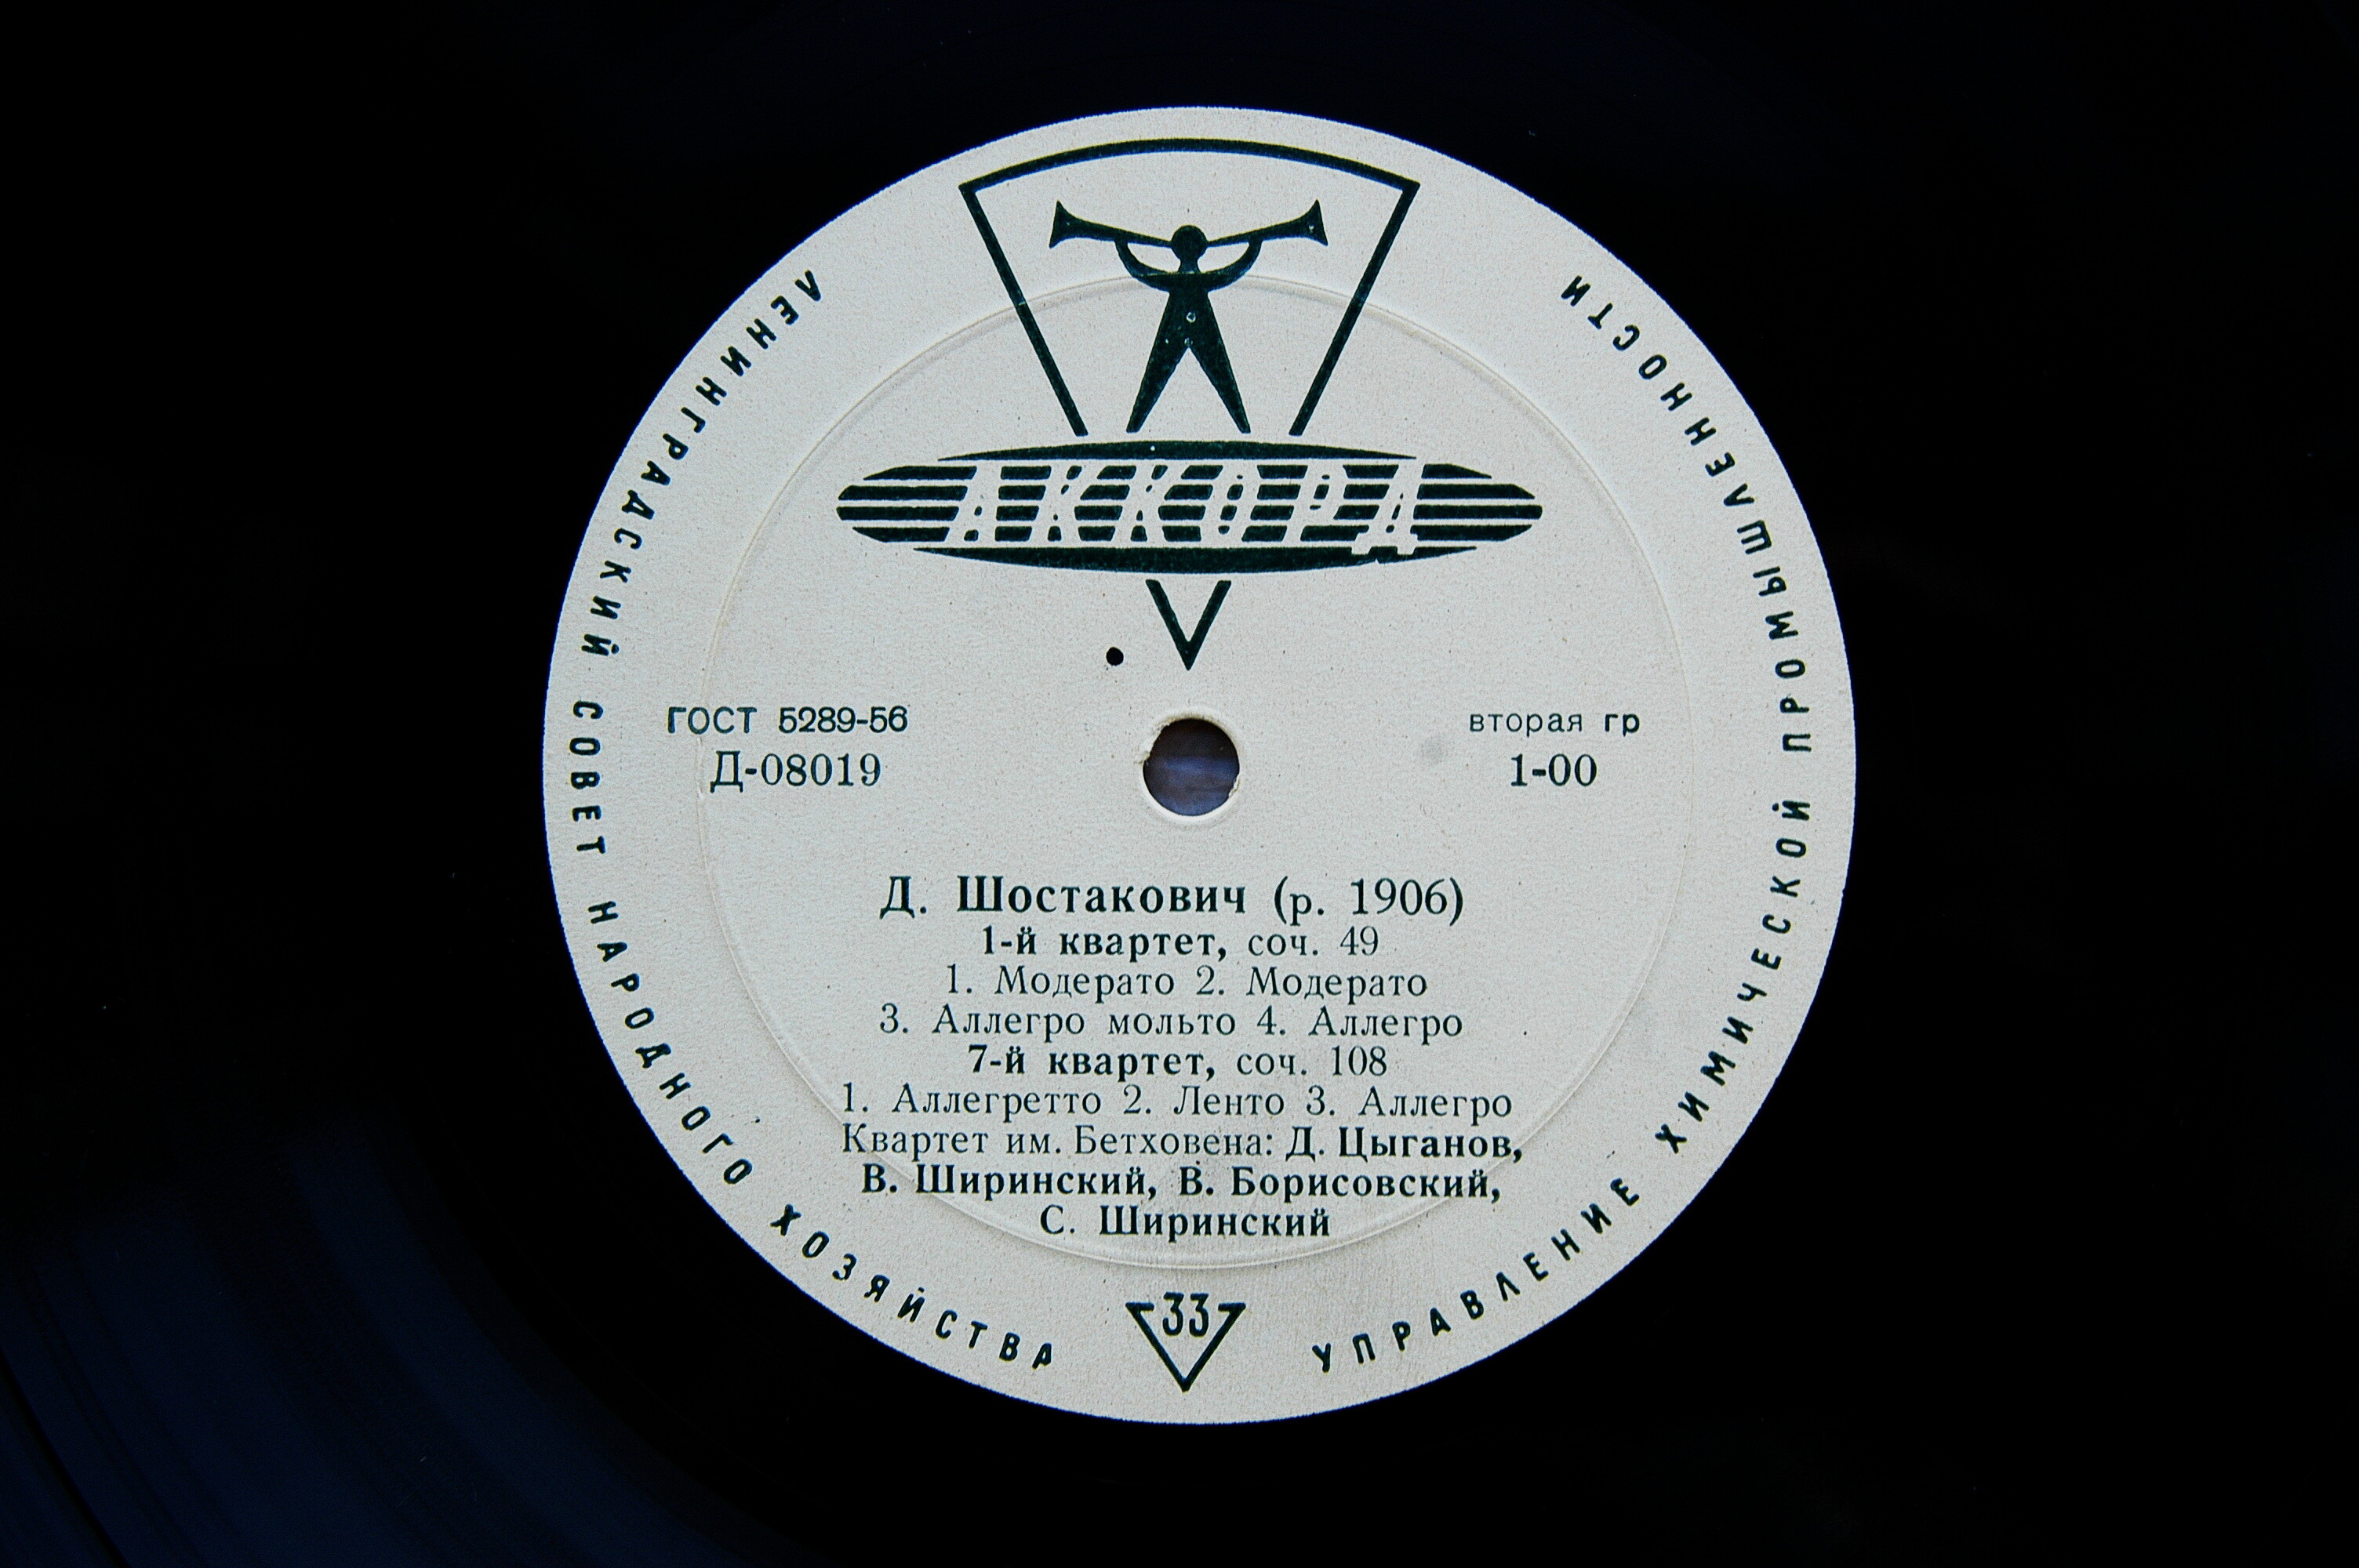 АККОРД
ЛЕНИНГРАДСКИЙ СОВЕТ НАРОДНОГО ХОЗЯЙСТВА
УПРАВЛЕНИЕ ХИМИЧЕСКОЙ ПРОМЫШЛЕННОСТИ
ГОСТ 5289-56
Д-08019
вторая гр
1-00
Д. Шостакович (р. 1906)
1-й квартет, соч. 49
1. Модерато 2. Модерато
3. Аллегро мольто 4. Аллегро
7-й квартет, соч. 108
1. Аллегретто 2. Ленто 3. Аллегро
Квартет им. Бетховена: Д. Цыганов,
В. Ширинский, В. Борисовский,
С. Ширинский
33